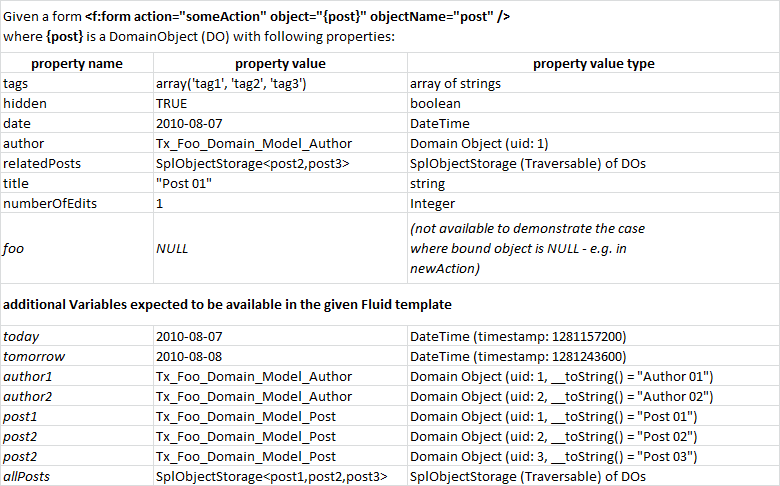 Given a form <f:form action="someAction" object="{post}" objectName="post" />
where {post} is a DomainObject (DO) with following properties:
property name property value property value type
tags array('tag1', 'tag2', 'tag3') array of strings
hidden TRUE boolean
date 2010-08-07 DateTime
author Tx_Foo_Domain_Model_Author Domain Object (uid: 1)
relatedPosts SplObjectStorage<post2,post3> SplObjectStorage (Traversable) of DOs
title "Post 01" string
numberOfEdits 1 Integer
(not available to demonstrate the case
foo NULL where bound object is NULL - e.g. in
newAction)
additional Variables expected to be available in the given Fluid template
today 2010-08-07 DateTime (timestamp: 1281157200)
tomorrow 2010-08-08 DateTime (timestamp: 1281243600)
author1 Tx_Foo_Domain_Model_Author Domain Object (uid: 1, __toString() = "Author 01")
author2 Tx_Foo_Domain_Model_Author Domain Object (uid: 2, __toString() = "Author 02")
post1 Tx_Foo_Domain_Model_Post Domain Object (uid: 1, __toString() = "Post 01")
post2 Tx_Foo_Domain_Model_Post Domain Object (uid: 2, __toString() = "Post 02")
post2 Tx_Foo_Domain_Model_Post Domain Object (uid: 3, __toString() = "Post 03")
allPosts SplObjectStorage<post1,post2,post3> SplObjectStorage (Traversable) of DOs